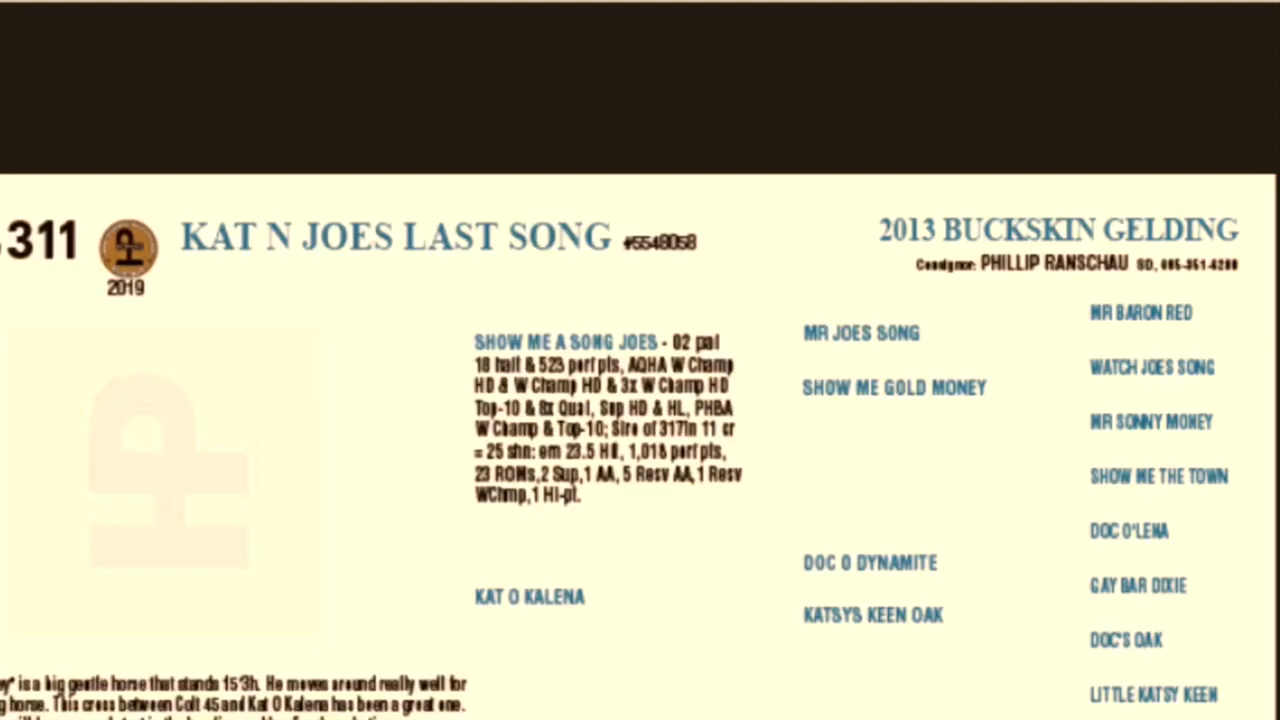 311
HP
2019
KAT N JOES LAST SONG #5548058
2013 BUCKSKIN GELDING
Consignor: PHILLIP RANSCHAU SD,
SHOW ME A SONG JOES - 02 pal
18 halt & 523 perf pts, AQHA W Champ
HD & W Champ HD & 3x W Champ HD
Top-10 & 8x Qual, Sup HD & HL, PHBA
W Champ & Top-10; Sire of 317in 11 cr
= 25 shn: ern 23.5 Hlt, 1,018 perf pts,
23 ROMs,2 Sup,1 AA, 5 Resv AA,1 Resv
WChmp,1 HI-pt.
KAT O KALENA
MR JOES SONG
SHOW ME GOLD MONEY
DOC O DYNAMITE
KATSYS KEEN OAK
MR BARON RED
WATCH JOES SONG
MR SONNY MONEY
SHOW ME THE TOWN
DOC O'LENA
GAY BAR DIXIE
DOC'S OAK
LITTLE KATSY KEEN
HP
is a big gentle horse that stands 15'3h. He moves around really well for
horse. This cross between Colt 45 and Kat O Kalena has been a great one.